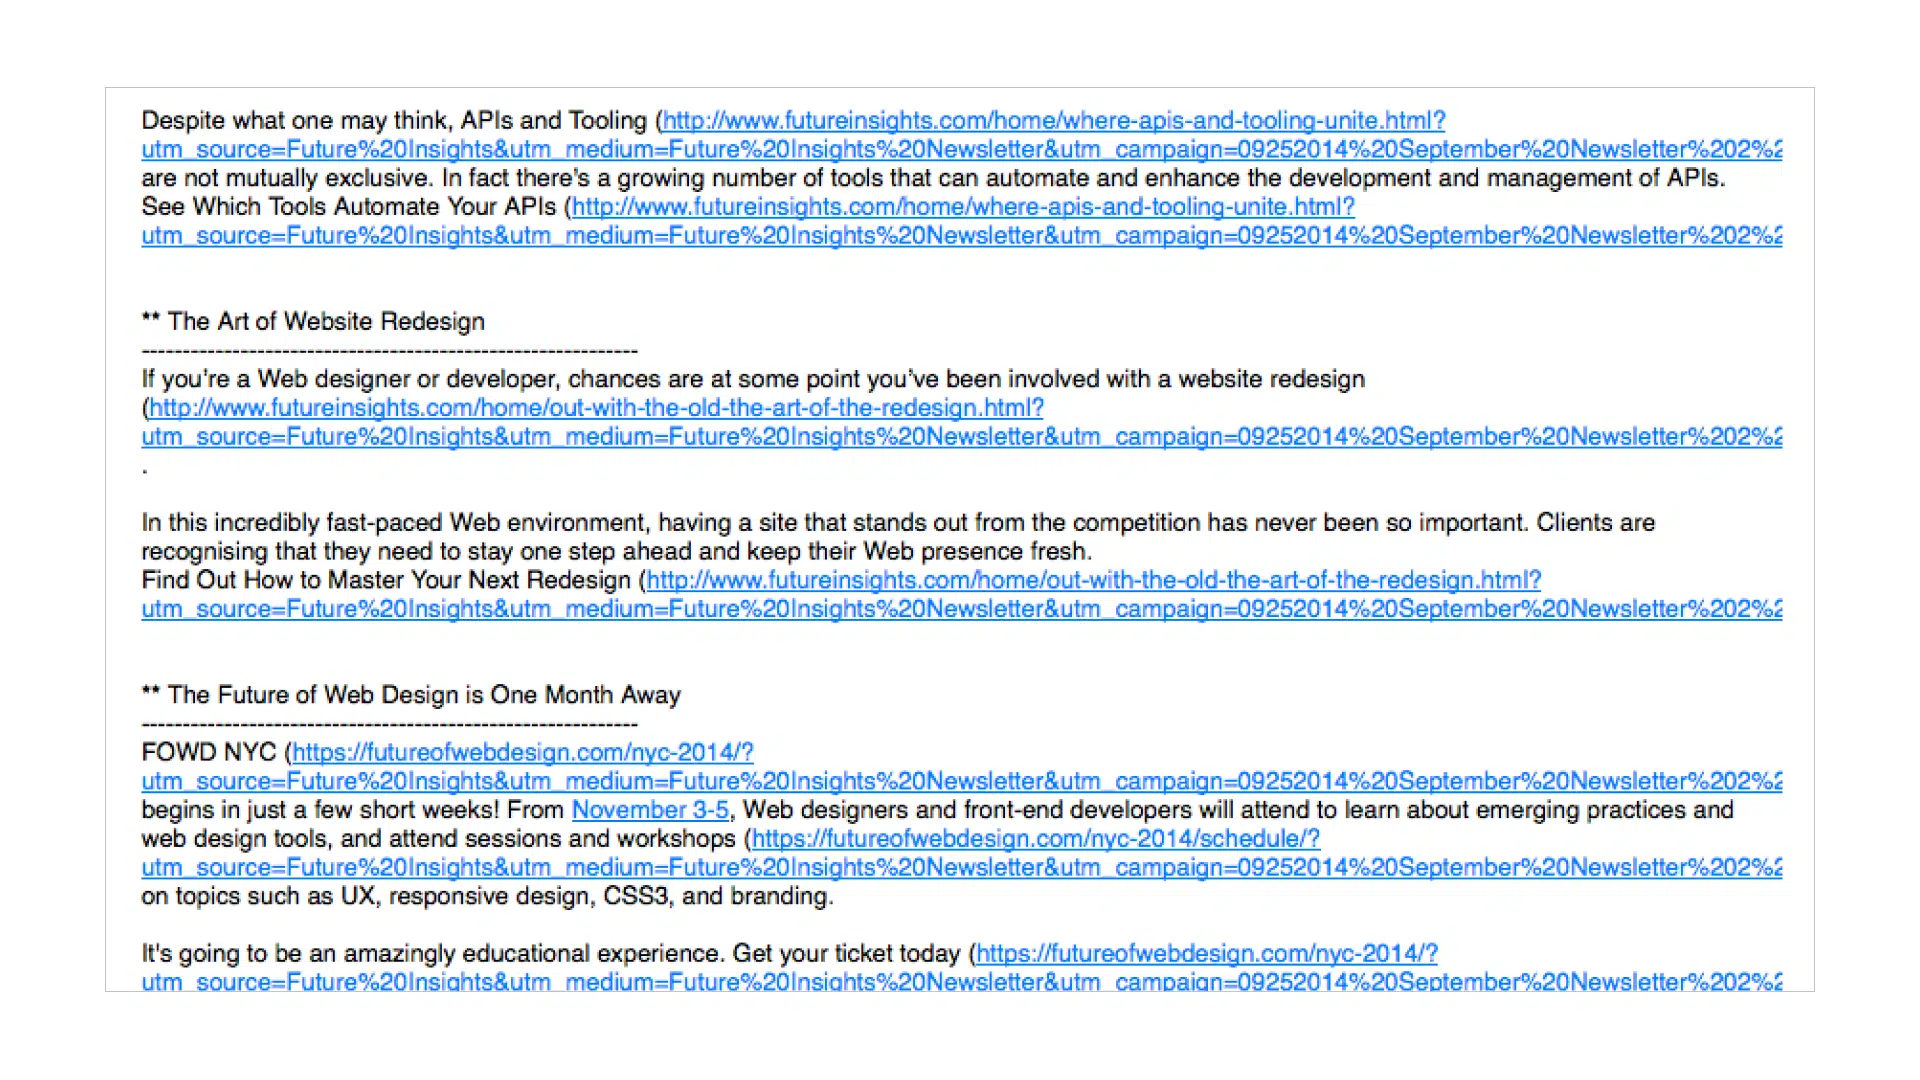 Despite what one may think, APIs and Tooling (http://www.futureinsights.com/home/where-apis-and-tooling-unite.html?
utm_source=Future%20Insights&utm_medium=Future%20Insights%20Newsletter&utm_campaign=09252014%20September%20Newsletter%202%2
are not mutually exclusive. In fact there's a growing number of tools that can automate and enhance the development and management of APIs.
See Which Tools Automate Your APIs (http://www.futureinsights.com/home/where-apis-and-tooling-unite.html?
utm_source=Future%20Insights&utm_medium=Future%20Insights%20Newsletter&utm_campaign=09252014%20September%20Newsletter%202%2
** The Art of Website Redesign
------------------------------------------------------------
If you're a Web designer or developer, chances are at some point you've been involved with a website redesign
(http://www.futureinsights.com/home/out-with-the-old-the-art-of-the-redesign.html?
utm_source=Future%20Insights&utm_medium=Future%20Insights%20Newsletter&utm_campaign=09252014%20September%20Newsletter%202%2
.
In this incredibly fast-paced Web environment, having a site that stands out from the competition has never been so important. Clients are
recognising that they need to stay one step ahead and keep their Web presence fresh.
Find Out How to Master Your Next Redesign (http://www.futureinsights.com/home/out-with-the-old-the-art-of-the-redesign.html?
utm_source=Future%20Insights&utm_medium=Future%20Insights%20Newsletter&utm_campaign=09252014%20September%20Newsletter%202%2
** The Future of Web Design is One Month Away
------------------------------------------------------------
FOWD NYC (https://futureofwebdesign.com/nyc-2014/?
utm_source=Future%20Insights&utm_medium=Future%20Insights%20Newsletter&utm_campaign=09252014%20September%20Newsletter%202%2
begins in just a few short weeks! From November 3-5, Web designers and front-end developers will attend to learn about emerging practices and
web design tools, and attend sessions and workshops (https://futureofwebdesign.com/nyc-2014/schedule/?
utm_source=Future%20Insights&utm_medium=Future%20Insights%20Newsletter&utm_campaign=09252014%20September%20Newsletter%202%2
on topics such as UX, responsive design, CSS3, and branding.
It's going to be an amazingly educational experience. Get your ticket today (https://futureofwebdesign.com/nyc-2014/?
utm_source=Future%20Insights&utm_medium=Future%20Insights%20Newsletter&utm_campaign=09252014%20September%20Newsletter%202%2